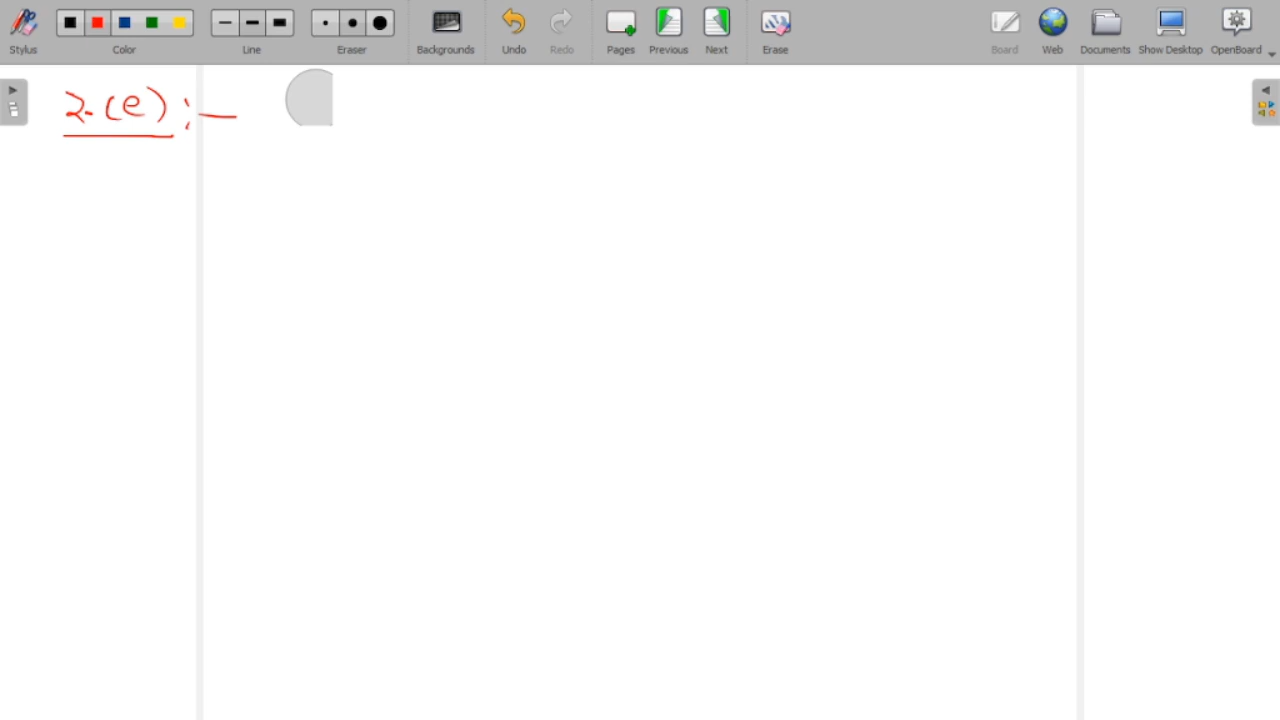 Stylus Color Line Eraser Backgrounds Undo Redo Pages Previous Next Erase Board Web Documents Show Desktop OpenBoard
2.(e) :—